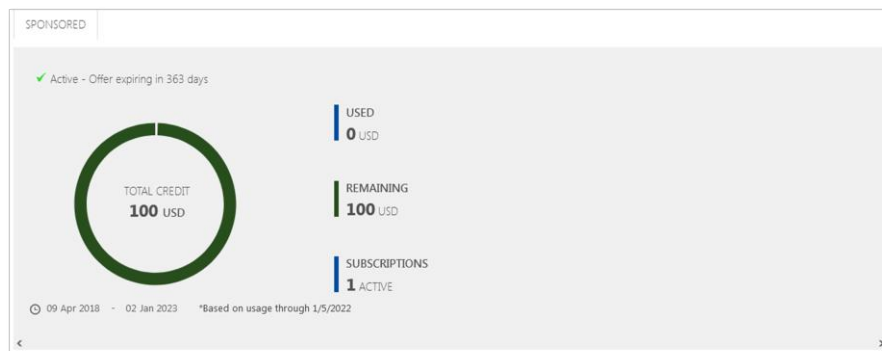 SPONSORED
Active - Offer expiring in 363 days
TOTAL CREDIT
100 USD
USED
0 USD
REMAINING
100 USD
SUBSCRIPTIONS
1 ACTIVE
09 Apr 2018 - 02 Jan 2023 *Based on usage through 1/5/2022